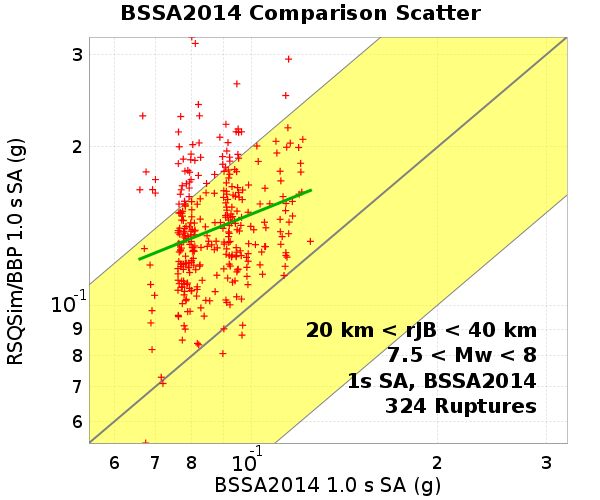 BSSA2014 Comparison Scatter
RSQSim/BBP 1.0 s SA (g)
3
2
10-1
9
8
7
6
20 km < rJB < 40 km
7.5 < Mw < 8
1s SA, BSSA2014
324 Ruptures
6 7 8 10-1 2 3
BSSA2014 1.0 s SA (g)